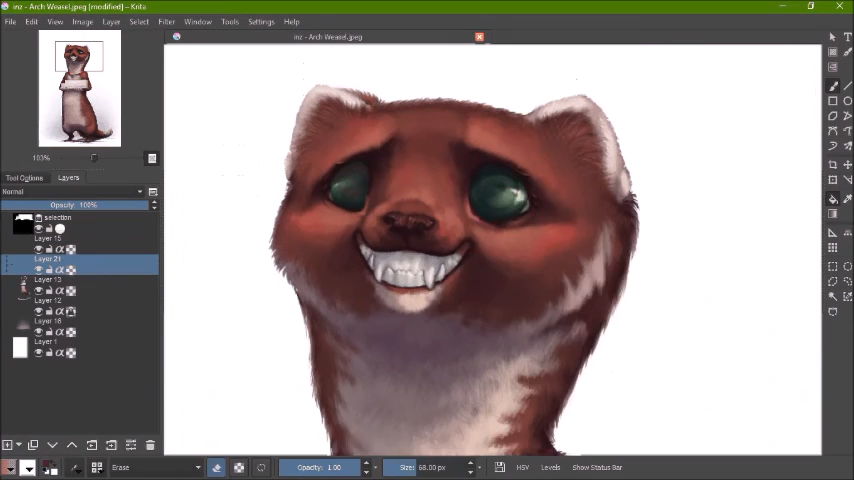 inz - Arch Weasel.jpeg [modified] - Krita
File Edit View Image Layer Select Filter Window Tools Settings Help
inz - Arch Weasel.jpeg
103%
Tool Options Layers
Normal
Opacity: 100%
selection
Layer 15
Layer 21
Layer 13
Layer 12
Layer 16
Layer 1
Erase Opacity: 1.00 Size: 68.00 px HSV Levels Show Status Bar